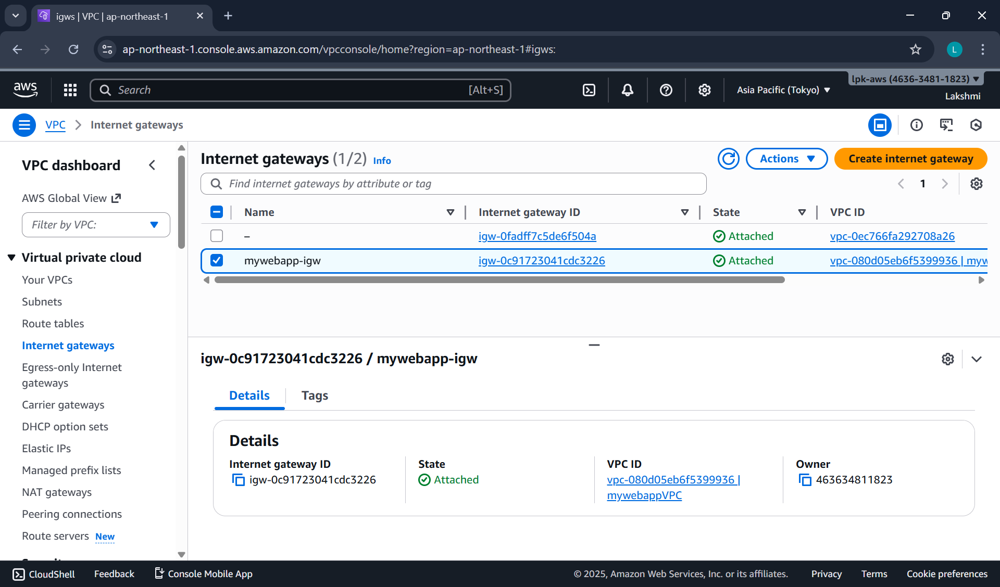 igws | VPC | ap-northeast-1
ap-northeast-1.console.aws.amazon.com/vpcconsole/home?region=ap-northeast-1#igws:
L
aws
Search
[Alt+S]
Asia Pacific (Tokyo)
lpk-aws (4636-3481-1823)
Lakshmi
VPC
Internet gateways
VPC dashboard
AWS Global View
Filter by VPC:
Virtual private cloud
Your VPCs
Subnets
Route tables
Internet gateways
Egress-only Internet
gateways
Carrier gateways
DHCP option sets
Elastic IPs
Managed prefix lists
NAT gateways
Peering connections
Route servers New
Internet gateways (1/2) Info
Actions
Create internet gateway
Find internet gateways by attribute or tag
1
Name
Internet gateway ID
State
VPC ID
–
igw-0fadff7c5de6f504a
Attached
vpc-0ec766fa292708a26
mywebapp-igw
igw-0c91723041cdc3226
Attached
vpc-080d05eb6f5399936 | myw
igw-0c91723041cdc3226 / mywebapp-igw
Details
Tags
Details
Internet gateway ID
igw-0c91723041cdc3226
State
Attached
VPC ID
vpc-080d05eb6f5399936 |
mywebappVPC
Owner
463634811823
CloudShell
Feedback
Console Mobile App
© 2025, Amazon Web Services, Inc. or its affiliates.
Privacy
Terms
Cookie preferences